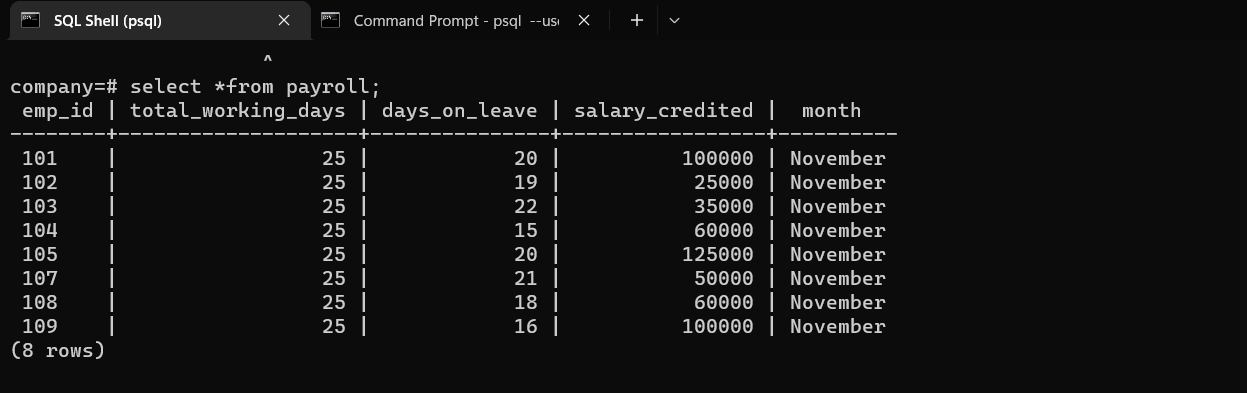 SQL Shell (psql)
Command Prompt - psql --use
^
company=# select *from payroll;
 emp_id | total_working_days | days_on_leave | salary_credited |  month
--------+--------------------+---------------+-----------------+----------
 101    |                 25 |            20 |          100000 | November
 102    |                 25 |            19 |           25000 | November
 103    |                 25 |            22 |           35000 | November
 104    |                 25 |            15 |           60000 | November
 105    |                 25 |            20 |          125000 | November
 107    |                 25 |            21 |           50000 | November
 108    |                 25 |            18 |           60000 | November
 109    |                 25 |            16 |          100000 | November
(8 rows)